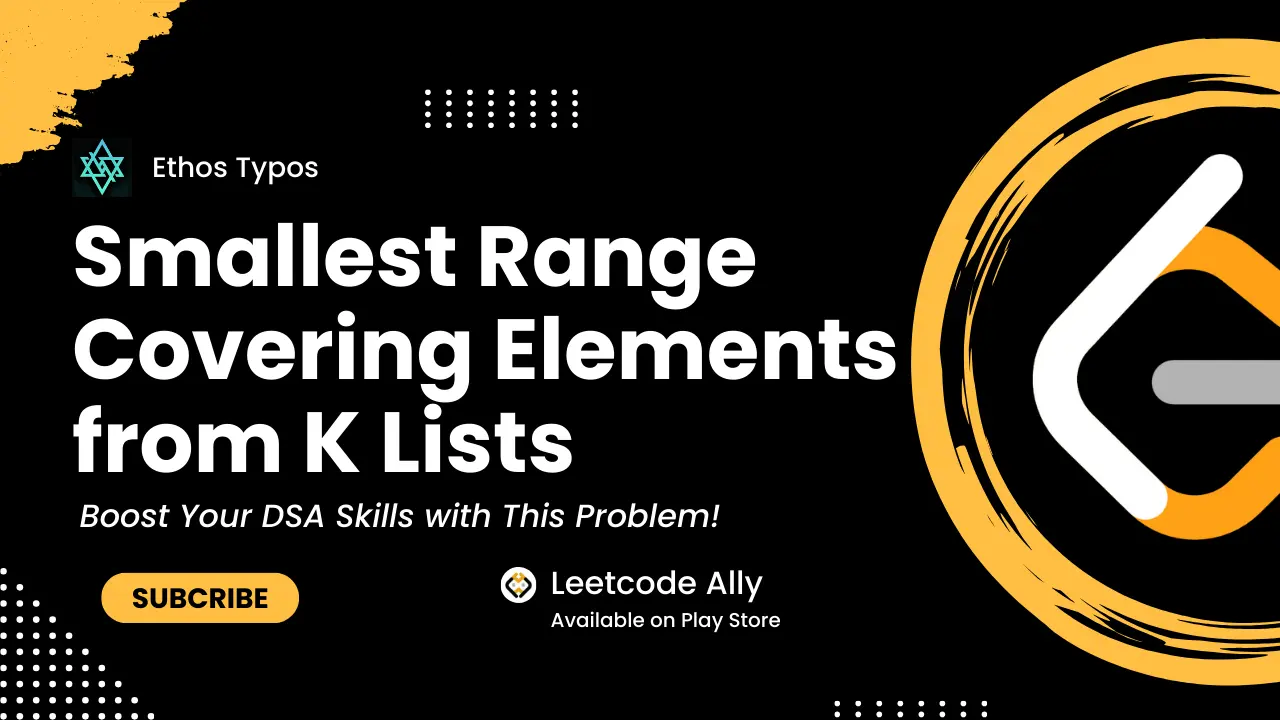 Ethos Typos
Smallest Range
Covering Elements
from K Lists
Boost Your DSA Skills with This Problem!
SUBCRIBE
Leetcode Ally
Available on Play Store